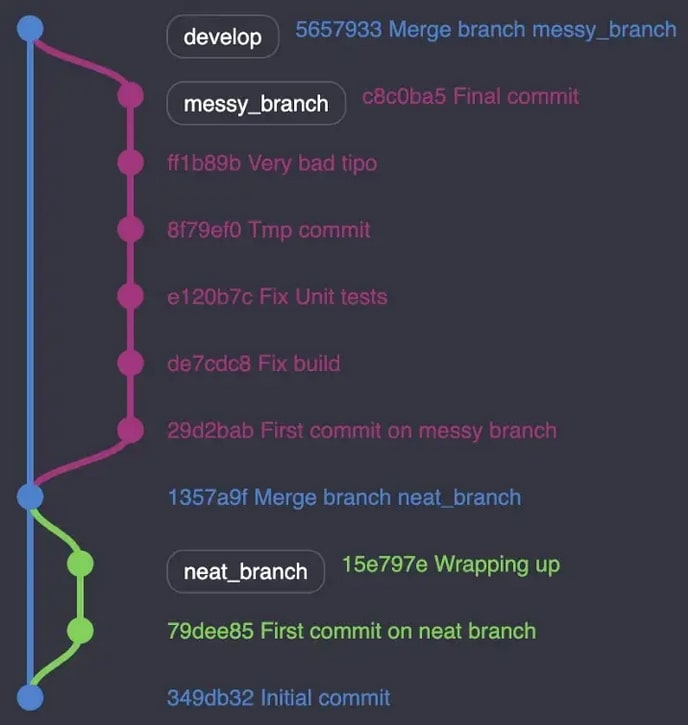 develop 5657933 Merge branch messy_branch
messy_branch c8c0ba5 Final commit
ff1b89b Very bad tipo
8f79ef0 Tmp commit
e120b7c Fix Unit tests
de7cdc8 Fix build
29d2bab First commit on messy branch
1357a9f Merge branch neat_branch
neat_branch 15e797e Wrapping up
79dee85 First commit on neat branch
349db32 Initial commit